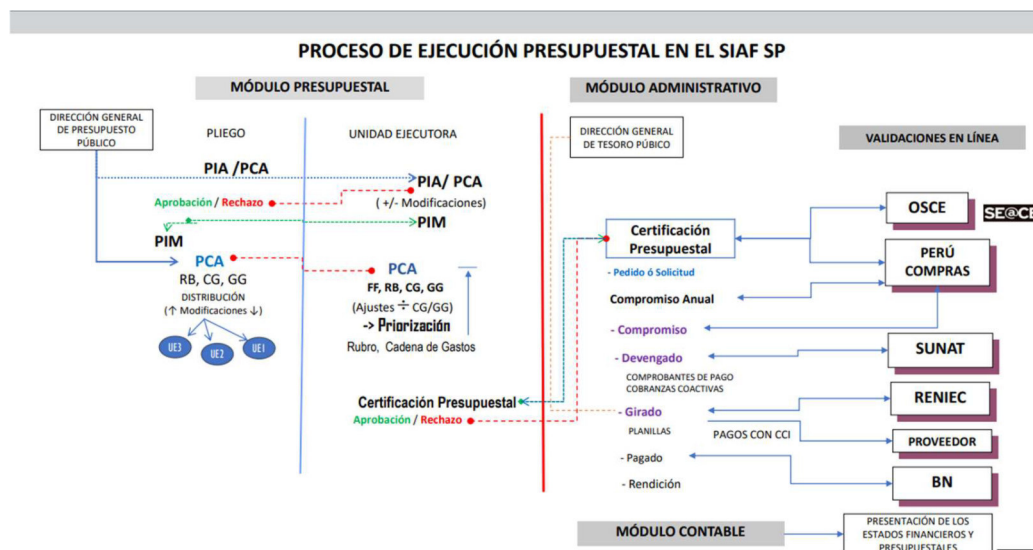 PROCESO DE EJECUCIÓN PRESUPUESTAL EN EL SIAF SP
MÓDULO PRESUPUESTAL
MÓDULO ADMINISTRATIVO
DIRECCIÓN GENERAL
DE PRESUPUESTO
PÚBLICO
PLIEGO
UNIDAD EJECUTORA
DIRECCIÓN GENERAL
DE TESORO PÚBICO
VALIDACIONES EN LÍNEA
PIA /PCA
PIA/ PCA
Aprobación / Rechazo
( +/- Modificaciones)
PIM
PIM
PCA
RB, CG, GG
DISTRIBUCIÓN
(↑ Modificaciones ↓)
UE3
UE2
UE1
PCA
FF, RB, CG, GG
(Ajustes ÷ CG/GG)
-> Priorización
Rubro, Cadena de Gastos
Certificación Presupuestal
Aprobación / Rechazo
Certificación
Presupuestal
- Pedido ó Solicitud
Compromiso Anual
- Compromiso
- Devengado
COMPROBANTES DE PAGO
COBRANZAS COACTIVAS
- Girado
PLANILLAS
PAGOS CON CCI
- Pagado
- Rendición
OSCE
SE@CE
PERÚ
COMPRAS
SUNAT
RENIEC
PROVEEDOR
BN
MÓDULO CONTABLE
PRESENTACIÓN DE LOS
ESTADOS FINANCIEROS Y
PRESUPUESTALES